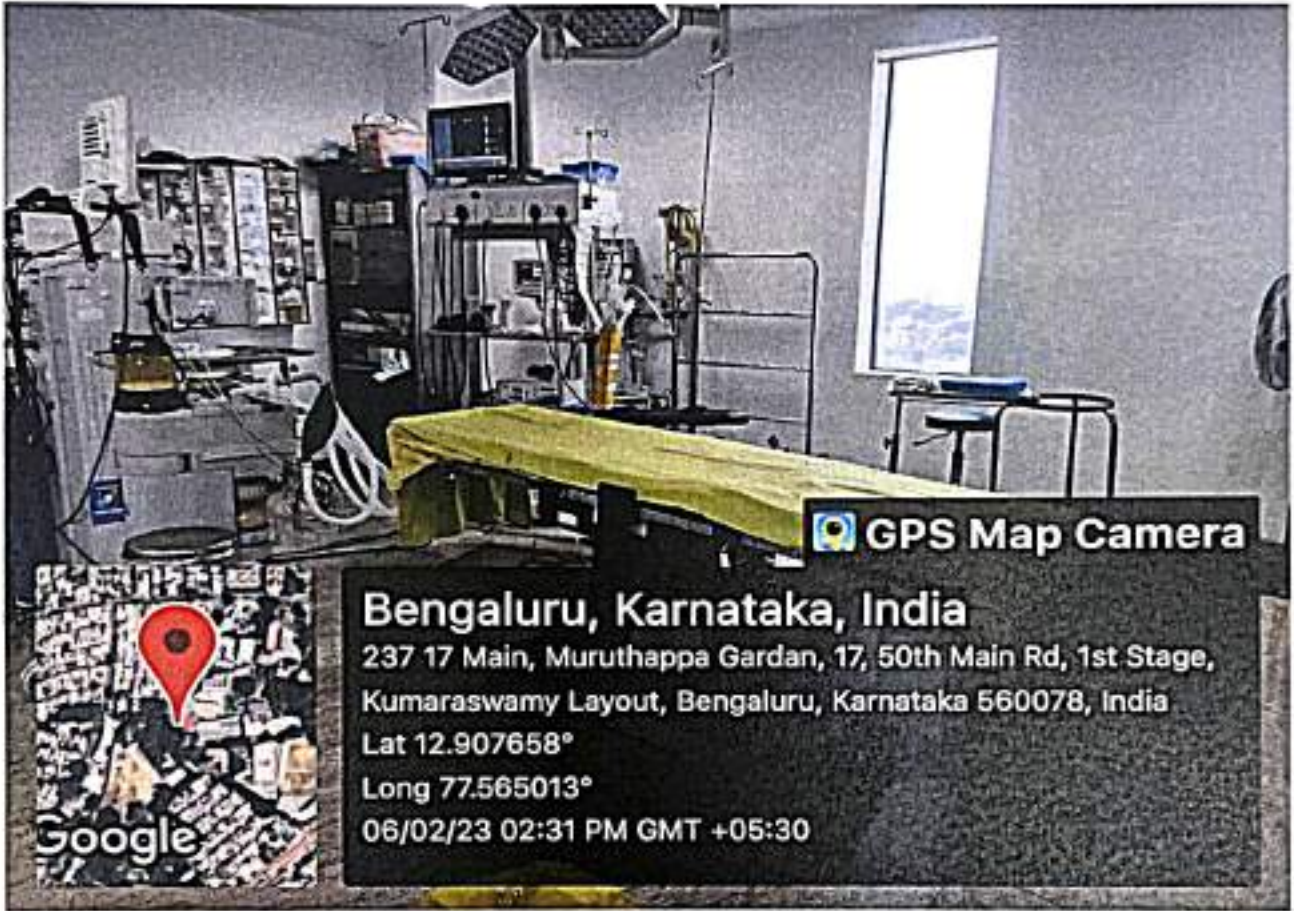 GPS Map Camera
Bengaluru, Karnataka, India
237 17 Main, Muruthappa Gardan, 17, 50th Main Rd, 1st Stage,
Kumaraswamy Layout, Bengaluru, Karnataka 560078, India
Lat 12.907658°
Long 77.565013°
06/02/23 02:31 PM GMT +05:30
Google